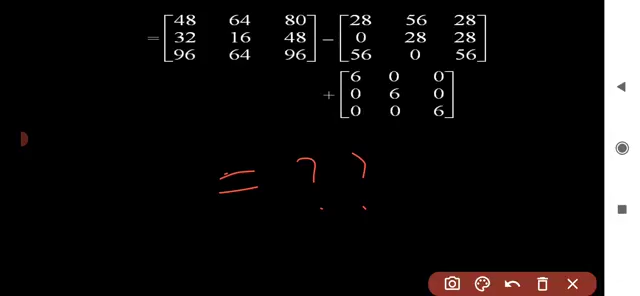 = [48 64 80] - [28 56 28]
[32 16 48] [0 28 28]
[96 64 96] [56 0 56]
+ [6 0 0]
[0 6 0]
[0 0 6]
= ? ?